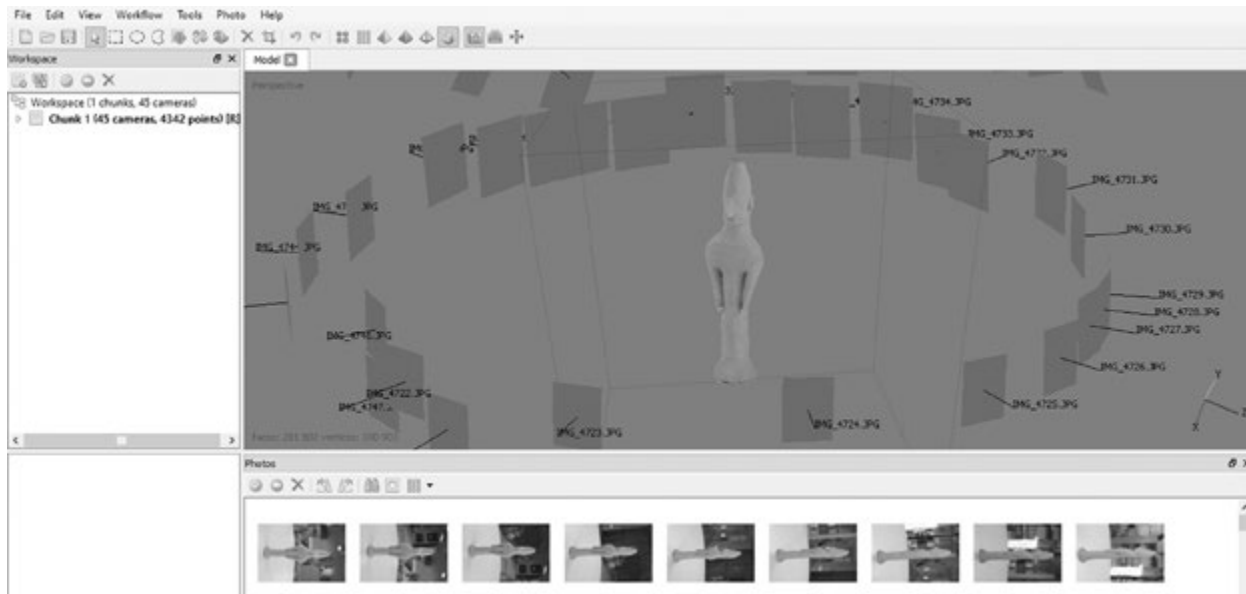 File Edit View Workflow Tools Photo Help
Workspace
Model
Perspective
Workspace (1 chunks, 45 cameras)
Chunk 1 (45 cameras, 4342 points) [R]
IMG_4734.JPG
IMG_4733.JPG
IMG_4731.JPG
IMG_4730.JPG
IMG_4729.JPG
IMG_4728.JPG
IMG_4727.JPG
IMG_4726.JPG
IMG_4722.JPG
IMG_4725.JPG
IMG_4723.JPG
IMG_4724.JPG
Y
X
Z
Photos